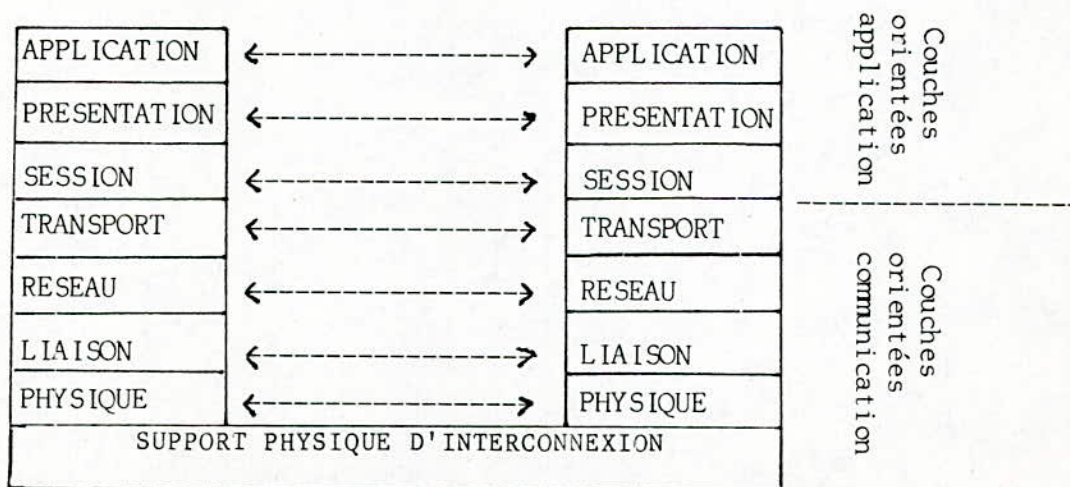 APPLICATION
APPLICATION
PRESENTATION
PRESENTATION
SESSION
SESSION
TRANSPORT
TRANSPORT
RESEAU
RESEAU
LIAISON
LIAISON
PHYSIQUE
PHYSIQUE
SUPPORT PHYSIQUE D'INTERCONNEXION
Couches
orientées
application
Couches
orientées
communication